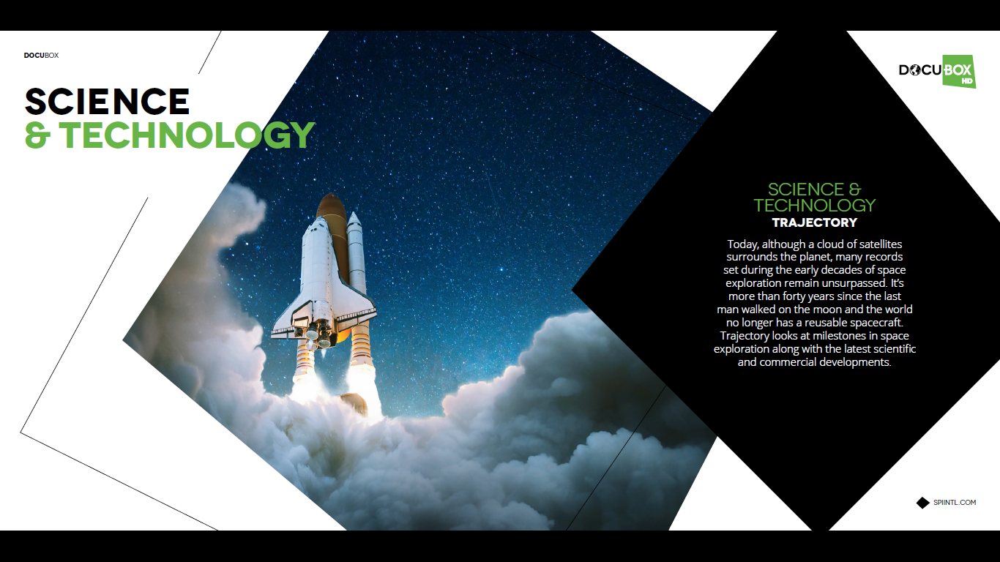 DOCUBOX
SCIENCE
& TECHNOLOGY
DOCUBOX
HD
SCIENCE &
TECHNOLOGY
TRAJECTORY
Today, although a cloud of satellites
surrounds the planet, many records
set during the early decades of space
exploration remain unsurpassed. It’s
more than forty years since the last
man walked on the moon and the world
no longer has a reusable spacecraft.
Trajectory looks at milestones in space
exploration along with the latest scientific
and commercial developments.
SPIINTL.COM